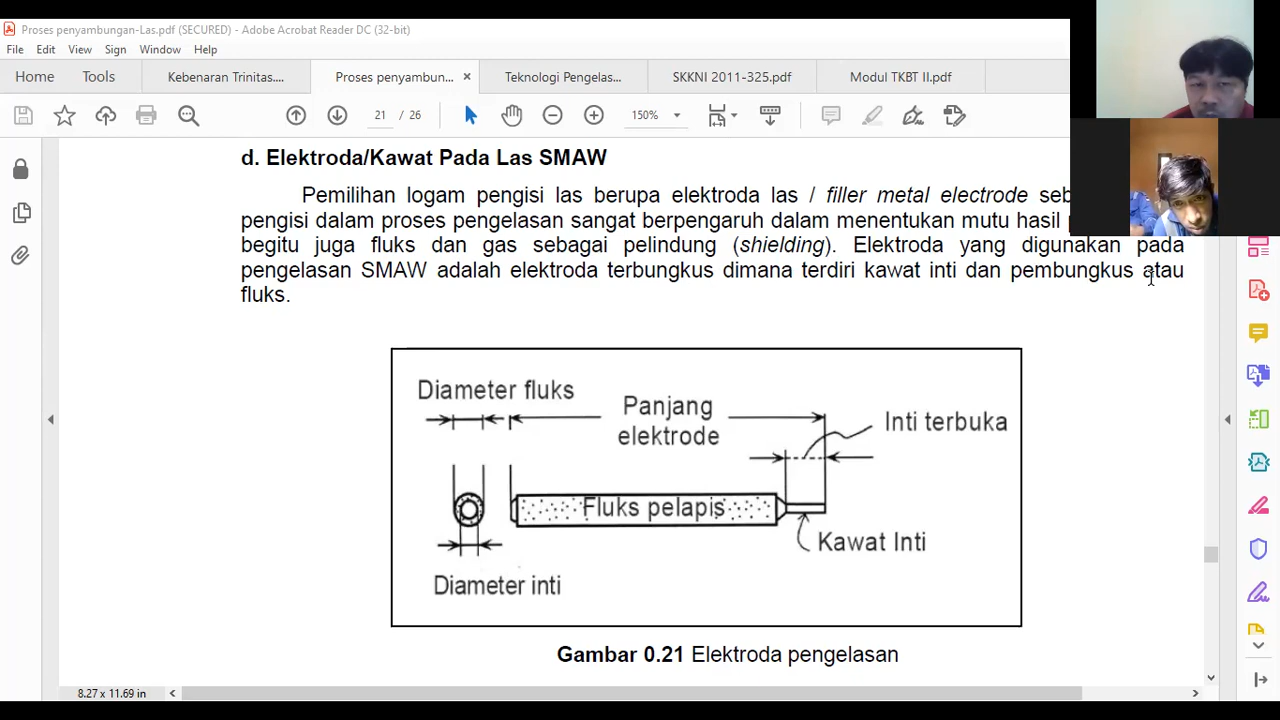 Proses penyambungan-Las.pdf (SECURED) - Adobe Acrobat Reader DC (32-bit)
File Edit View Sign Window Help
Home Tools Kebenaran Trinitas.... Proses penyambun... × Teknologi Pengelas... SKKNI 2011-325.pdf Modul TKBT II.pdf
21 / 26 150%
d. Elektroda/Kawat Pada Las SMAW
Pemilihan logam pengisi las berupa elektroda las / filler metal electrode
pengisi dalam proses pengelasan sangat berpengaruh dalam menentukan mutu hasil
begitu juga fluks dan gas sebagai pelindung (shielding). Elektroda yang digunakan pada
pengelasan SMAW adalah elektroda terbungkus dimana terdiri kawat inti dan pembungkus atau
fluks.
Diameter fluks
Panjang
elektrode
Inti terbuka
Fluks pelapis
Kawat Inti
Diameter inti
Gambar 0.21 Elektroda pengelasan
8.27 x 11.69 in